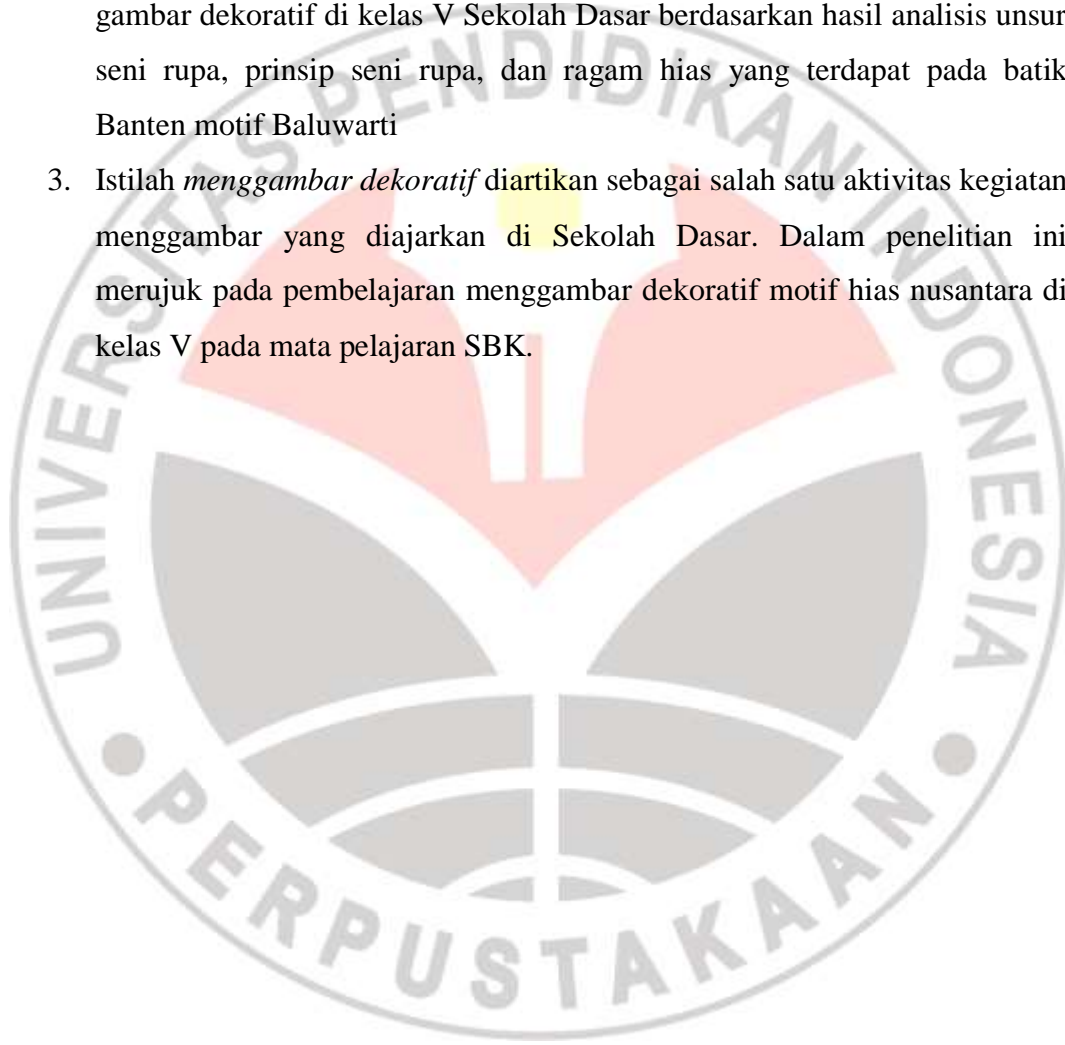 gambar dekoratif di kelas V Sekolah Dasar berdasarkan hasil analisis unsur
seni rupa, prinsip seni rupa, dan ragam hias yang terdapat pada batik
Banten motif Baluwarti
3. Istilah menggambar dekoratif diartikan sebagai salah satu aktivitas kegiatan
menggambar yang diajarkan di Sekolah Dasar. Dalam penelitian ini
merujuk pada pembelajaran menggambar dekoratif motif hias nusantara di
kelas V pada mata pelajaran SBK.
UNIVERSITAS PENDIDIKAN INDONESIA
PERPUSTAKAAN